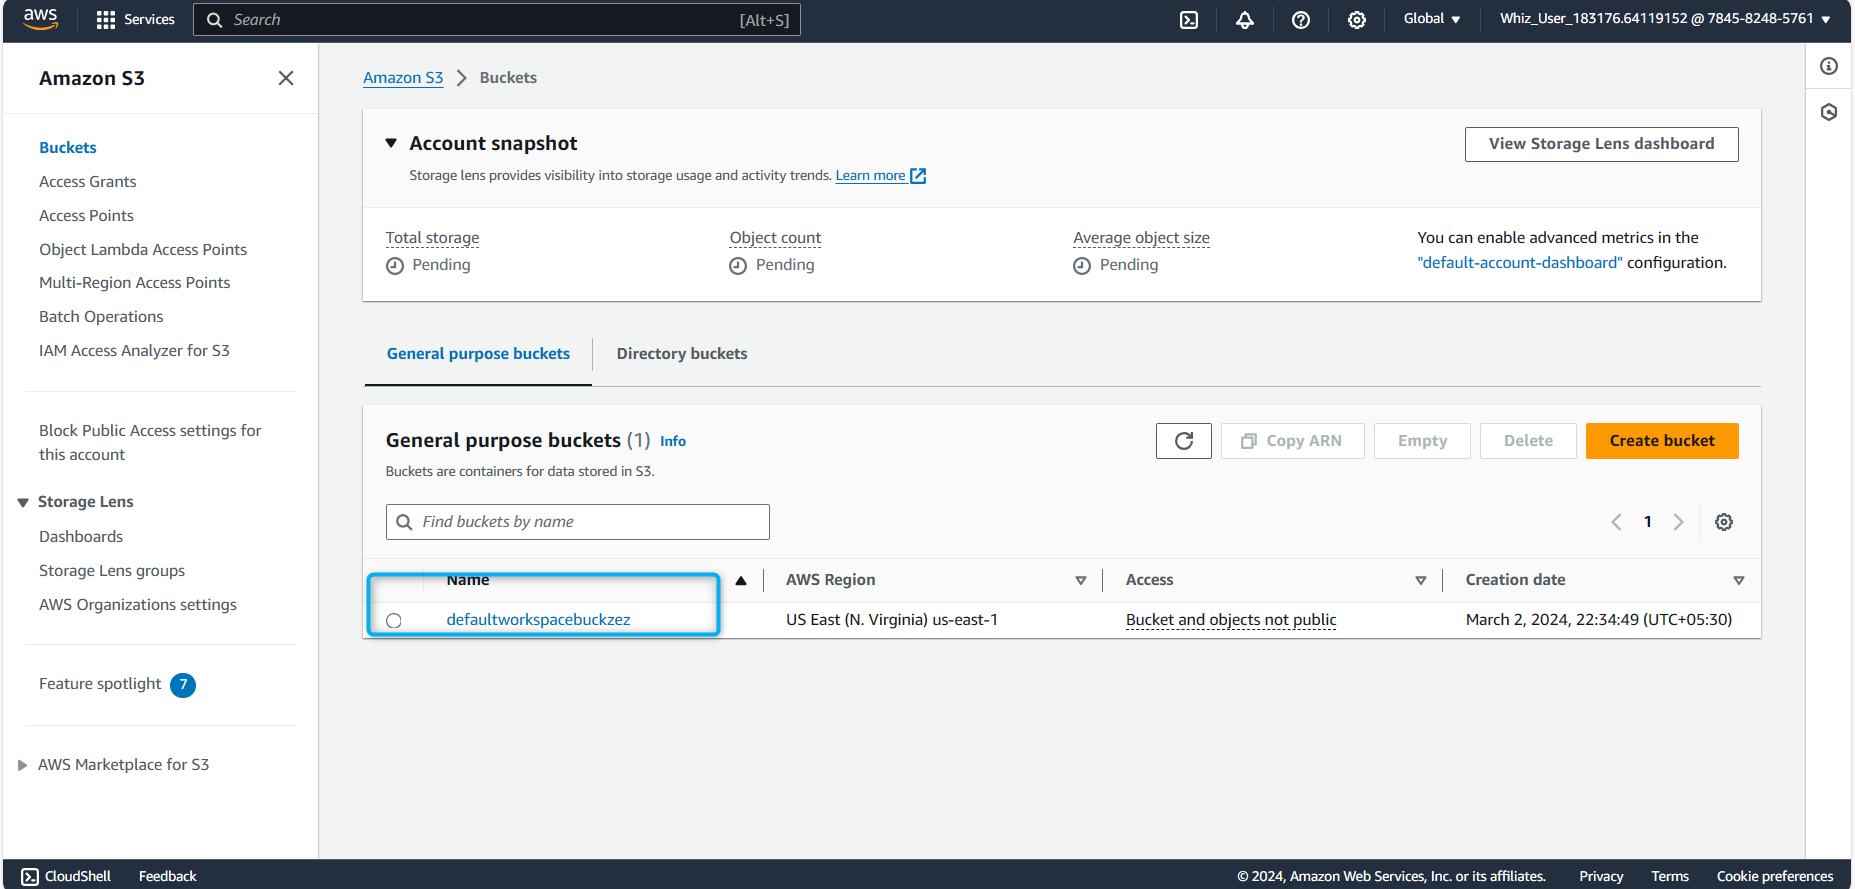 aws
Services
Search [Alt+S]
Global
Whiz_User_183176.64119152 @ 7845-8248-5761
Amazon S3
Buckets
Access Grants
Access Points
Object Lambda Access Points
Multi-Region Access Points
Batch Operations
IAM Access Analyzer for S3
Block Public Access settings for
this account
Storage Lens
Dashboards
Storage Lens groups
AWS Organizations settings
Feature spotlight 7
AWS Marketplace for S3
Amazon S3 > Buckets
Account snapshot
Storage lens provides visibility into storage usage and activity trends. Learn more
View Storage Lens dashboard
Total storage
Pending
Object count
Pending
Average object size
Pending
You can enable advanced metrics in the
"default-account-dashboard" configuration.
General purpose buckets
Directory buckets
General purpose buckets (1) Info
Buckets are containers for data stored in S3.
Copy ARN
Empty
Delete
Create bucket
Find buckets by name
1
Name AWS Region Access Creation date
defaultworkspacebuckzez US East (N. Virginia) us-east-1 Bucket and objects not public March 2, 2024, 22:34:49 (UTC+05:30)
CloudShell Feedback © 2024, Amazon Web Services, Inc. or its affiliates. Privacy Terms Cookie preferences